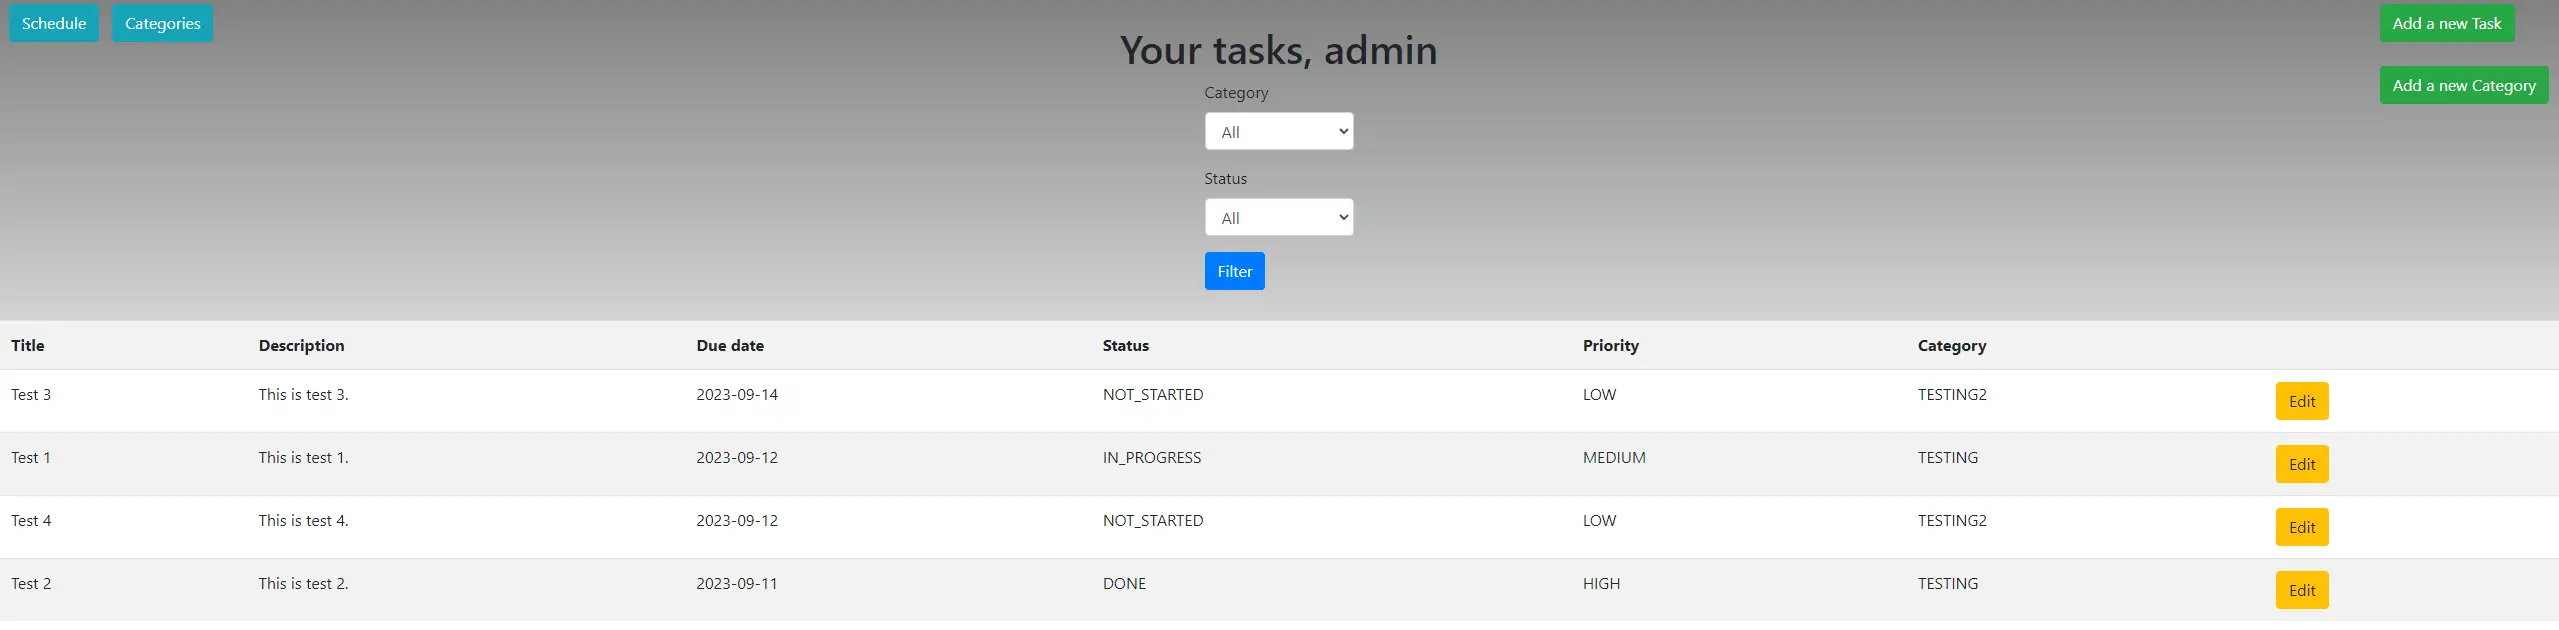 Schedule Categories Add a new Task
Your tasks, admin
Add a new Category
Category
All
Status
All
Filter
Title Description Due date Status Priority Category
Test 3 This is test 3. 2023-09-14 NOT_STARTED LOW TESTING2 Edit
Test 1 This is test 1. 2023-09-12 IN_PROGRESS MEDIUM TESTING Edit
Test 4 This is test 4. 2023-09-12 NOT_STARTED LOW TESTING2 Edit
Test 2 This is test 2. 2023-09-11 DONE HIGH TESTING Edit